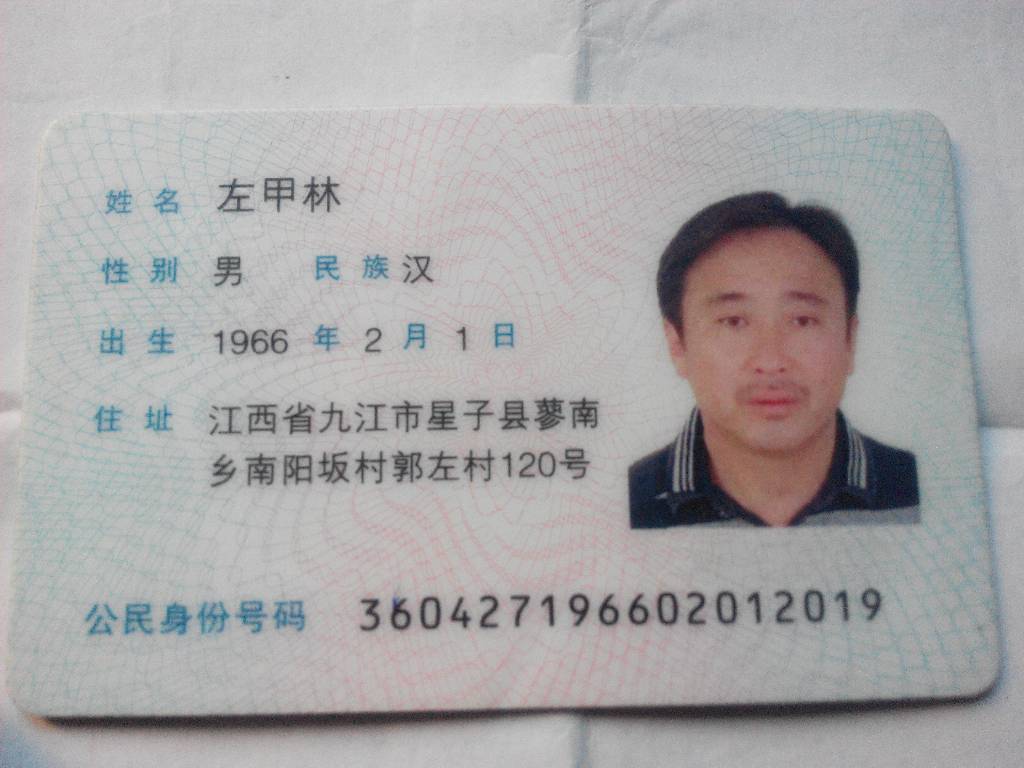 姓名 左甲林
性别 男 民族 汉
出生 1966 年 2 月 1 日
住址 江西省九江市星子县蓼南
乡南阳坂村郭左村120号
公民身份号码 360427196602012019